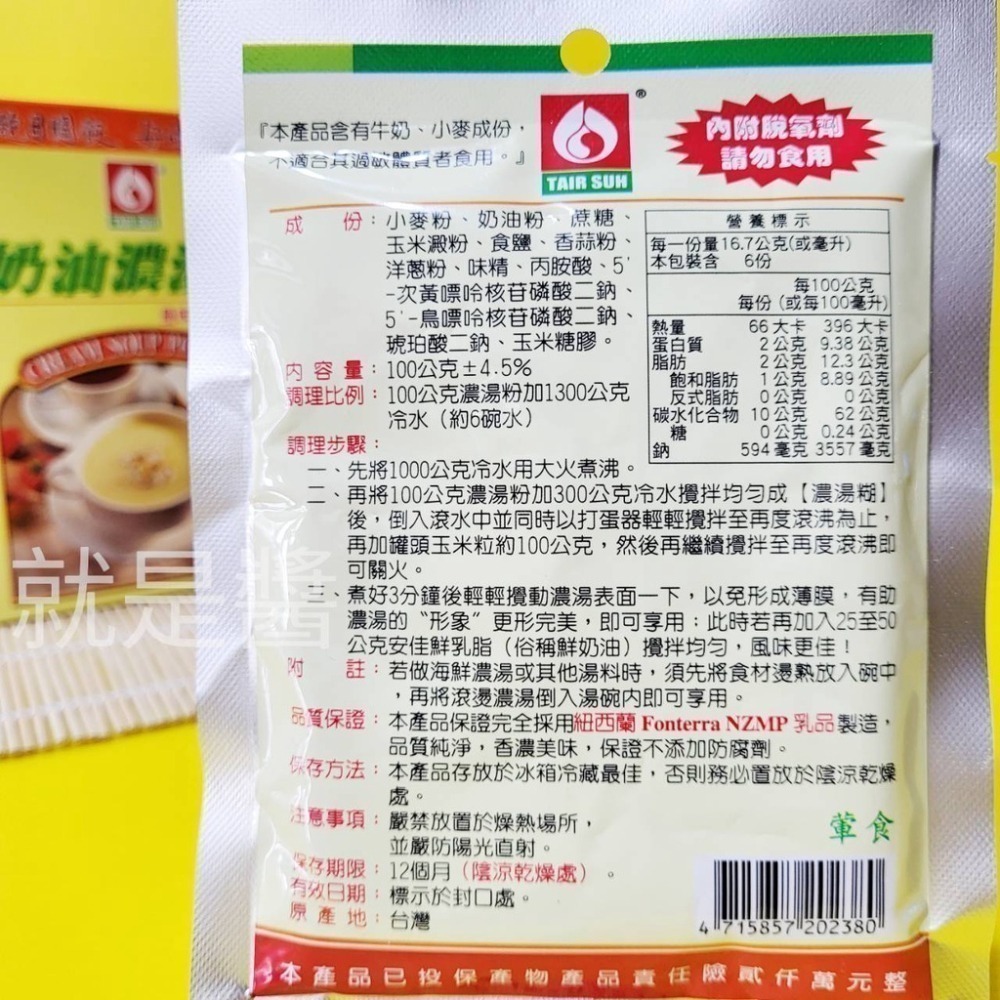 TAIR SUH
奶油濃
CREAM SOUP
就是醬
『本產品含有牛奶、小麥成份，
不適合其過敏體質者食用。』
®
TAIR SUH
內附脫氧劑
請勿食用
成份：小麥粉、奶油粉、蔗糖、
玉米澱粉、食鹽、香蒜粉、
洋蔥粉、味精、丙胺酸、5'
-次黃嘌呤核苷磷酸二鈉、
5'-鳥嘌呤核苷磷酸二鈉、
琥珀酸二鈉、玉米糖膠。
營養標示
每一份量16.7公克(或毫升)
本包裝含 6份
每100公克
每份 (或每100毫升)
熱量 66大卡 396大卡
蛋白質 2公克 9.38公克
脂肪 2公克 12.3公克
飽和脂肪 1公克 8.89公克
反式脂肪 0公克 0公克
碳水化合物 10公克 62公克
糖 0公克 0.24公克
鈉 594毫克 3557毫克
內容量：100公克±4.5%
調理比例：100公克濃湯粉加1300公克
冷水（約6碗水）
調理步驟：
一、先將1000公克冷水用大火煮沸。
二、再將100公克濃湯粉加300公克冷水攪拌均勻成【濃湯糊】
後，倒入滾水中並同時以打蛋器輕輕攪拌至再度滾沸為止，
再加罐頭玉米粒約100公克，然後再繼續攪拌至再度滾沸即
可關火。
三、煮好3分鐘後輕輕攪動濃湯表面一下，以免形成薄膜，有助
濃湯的“形象”更形完美，即可享用：此時若再加入25至50
公克安佳鮮乳脂（俗稱鮮奶油）攪拌均勻，風味更佳！
附註：若做海鮮濃湯或其他湯料時，須先將食材燙熱放入碗中
，再將滾燙濃湯倒入湯碗內即可享用。
品質保證：本產品保證完全採用紐西蘭 Fonterra NZMP 乳品製造，
品質純淨，香濃美味，保證不添加防腐劑。
保存方法：本產品存放於冰箱冷藏最佳，否則務必置放於陰涼乾燥
處。
注意事項：嚴禁放置於燥熱場所，
並嚴防陽光直射。
葷食
保存期限：12個月（陰涼乾燥處）。
有效日期：標示於封口處。
原產地：台灣
4 715857 202380
本產品已投保產物產品責任險貳仟萬元整